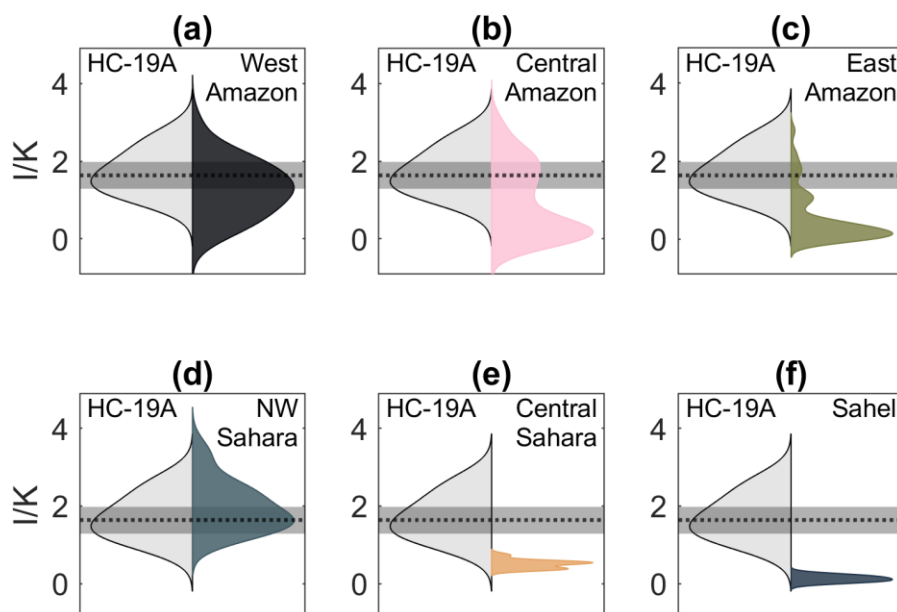 (a)
HC-19A West
Amazon
(b)
HC-19A Central
Amazon
(c)
HC-19A East
Amazon
I/K
4
2
0
(d)
HC-19A NW
Sahara
(e)
HC-19A Central
Sahara
(f)
HC-19A Sahel
I/K
4
2
0
4
2
0
4
2
0
4
2
0
4
2
0